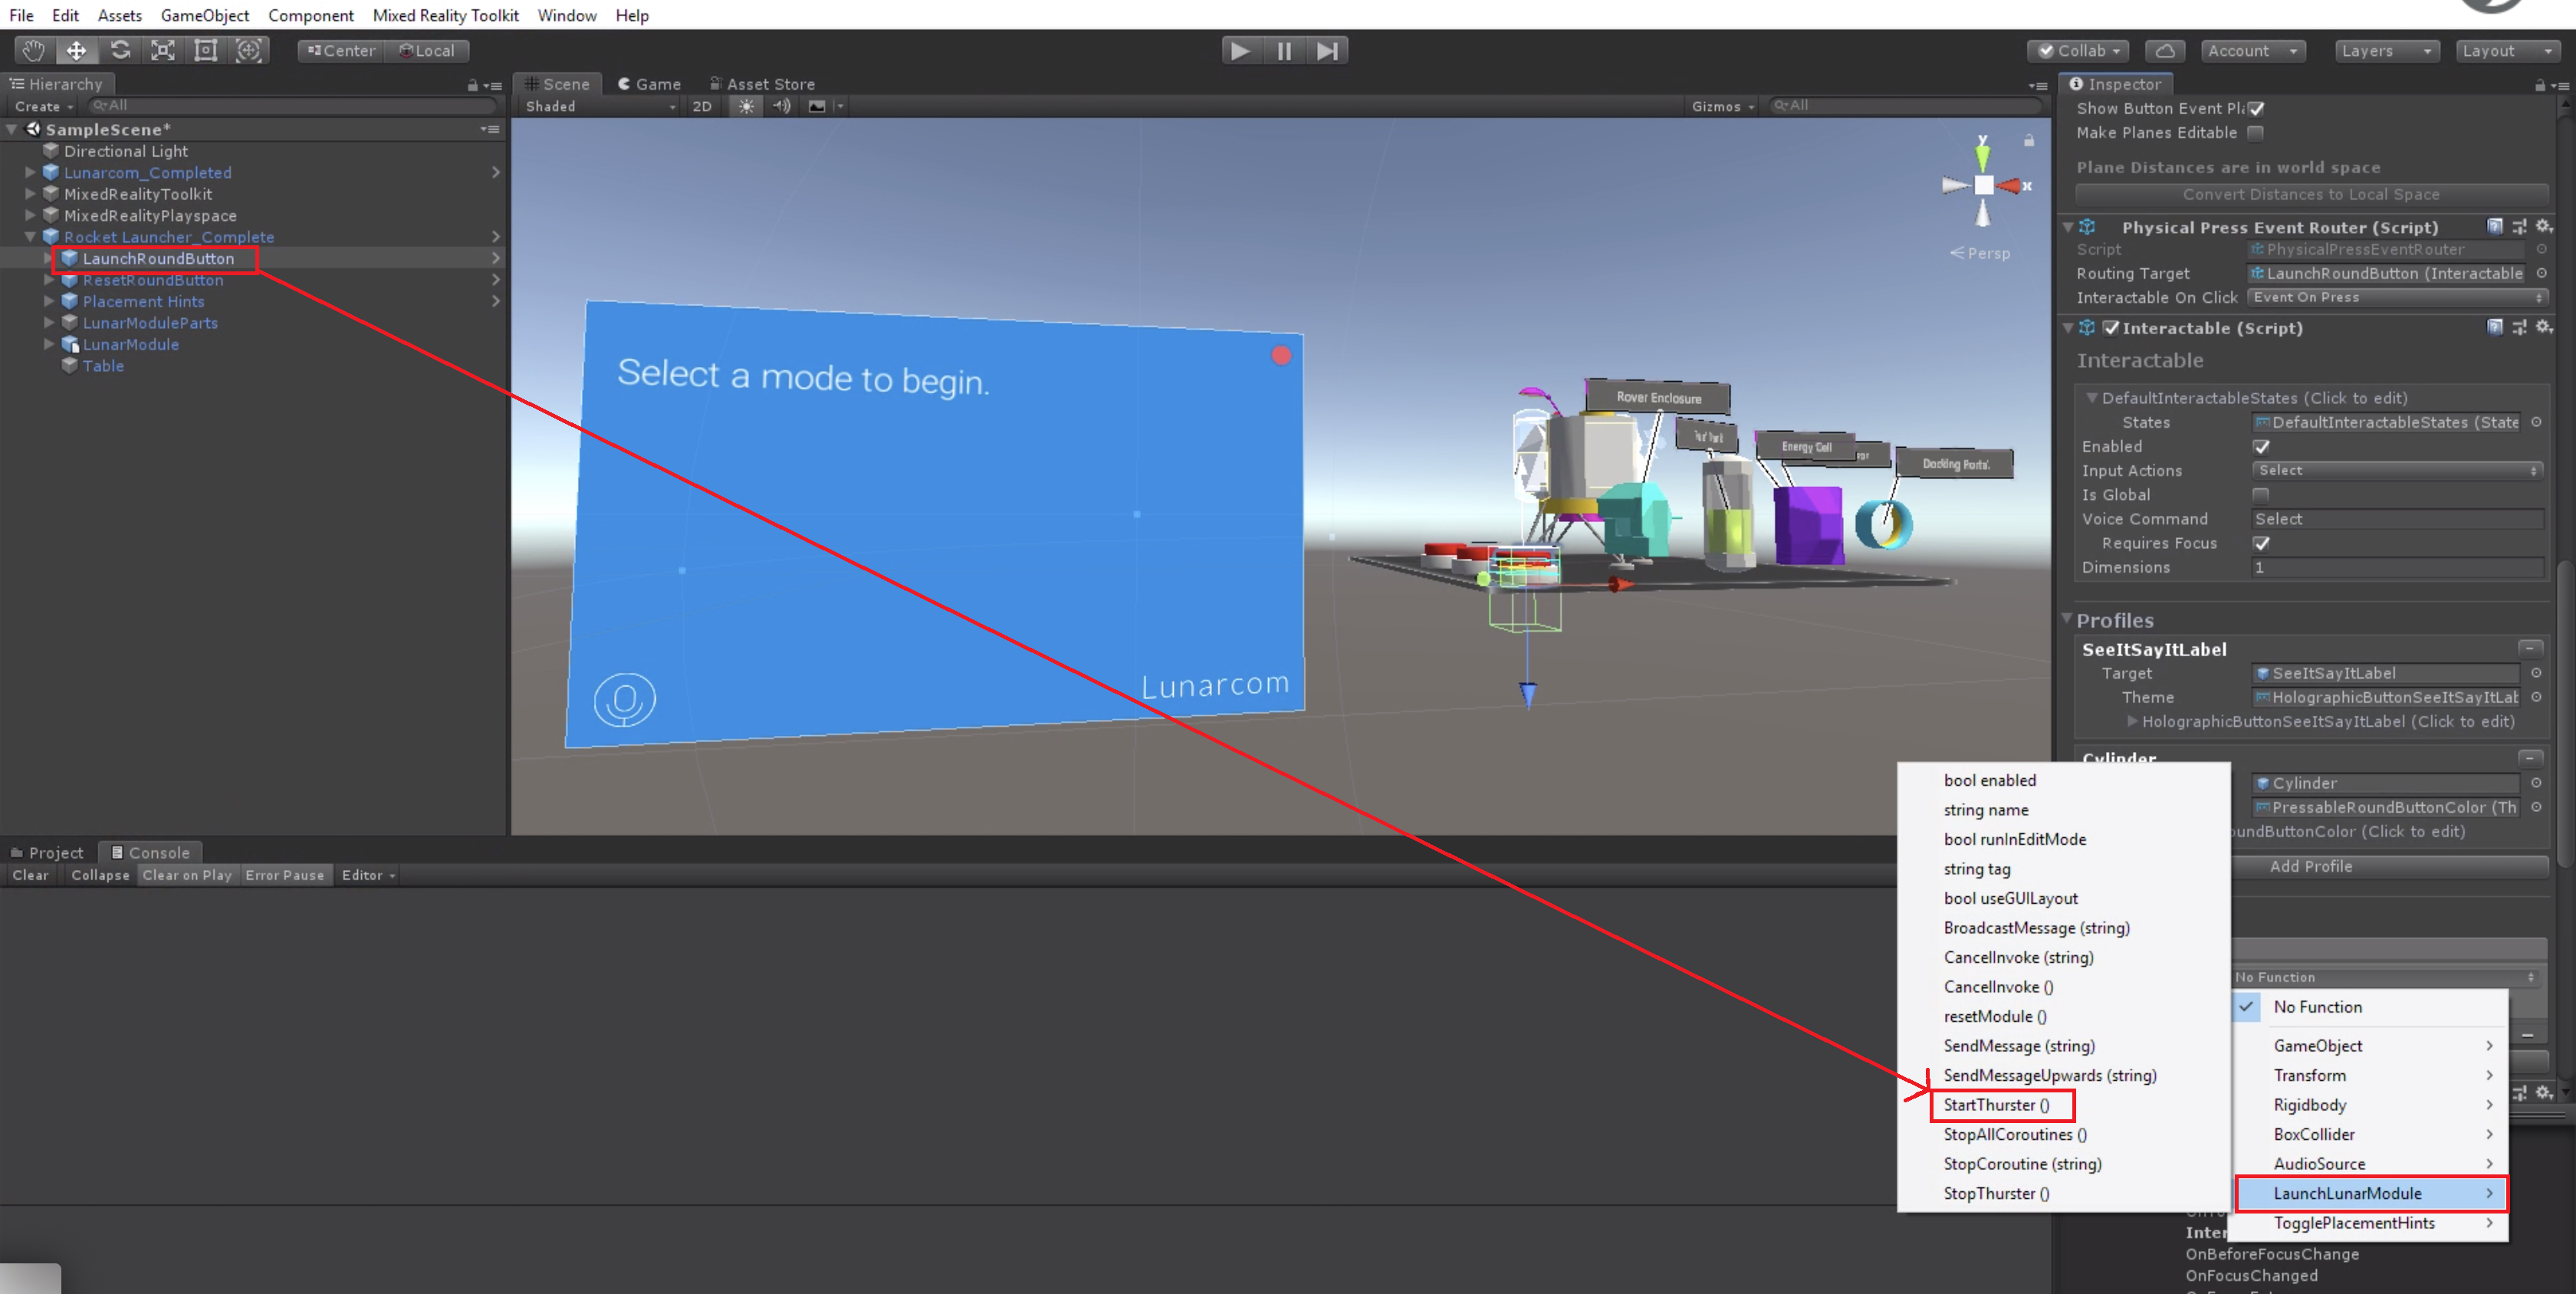 File Edit Assets GameObject Component Mixed Reality Toolkit Window Help
Center Local
Collab Account Layers Layout
Hierarchy
Create All
SampleScene*
Directional Light
Lunarcom_Completed
MixedRealityToolkit
MixedRealityPlayspace
Rocket Launcher_Complete
LaunchRoundButton
ResetRoundButton
Placement Hints
LunarModuleParts
LunarModule
Table
Scene Game Asset Store
Shaded 2D Gizmos All
y
x
Persp
Select a mode to begin.
Lunarcom
Rover Enclosure
Energy Cell
Docking Portal
Project Console
Clear Collapse Clear on Play Error Pause Editor
Inspector
Show Button Event Pla
Make Planes Editable
Plane Distances are in world space
Convert Distances to Local Space
Physical Press Event Router (Script)
Script PhysicalPressEventRouter
Routing Target LaunchRoundButton (Interactable
Interactable On Click Event On Press
Interactable (Script)
Interactable
DefaultInteractableStates (Click to edit)
States DefaultInteractableStates (State
Enabled
Input Actions Select
Is Global
Voice Command Select
Requires Focus
Dimensions 1
Profiles
SeeItSayItLabel
Target SeeItSayItLabel
Theme HolographicButtonSeeItSayItLab
HolographicButtonSeeItSayItLabel (Click to edit)
Cylinder
Cylinder
PressableRoundButtonColor (Th
oundButtonColor (Click to edit)
Add Profile
No Function
bool enabled
string name
bool runInEditMode
string tag
bool useGUILayout
BroadcastMessage (string)
CancelInvoke (string)
CancelInvoke ()
resetModule ()
SendMessage (string)
SendMessageUpwards (string)
StartThurster ()
StopAllCoroutines ()
StopCoroutine (string)
StopThurster ()
No Function
GameObject
Transform
Rigidbody
BoxCollider
AudioSource
LaunchLunarModule
TogglePlacementHints
Inter
OnBeforeFocusChange
OnFocusChanged